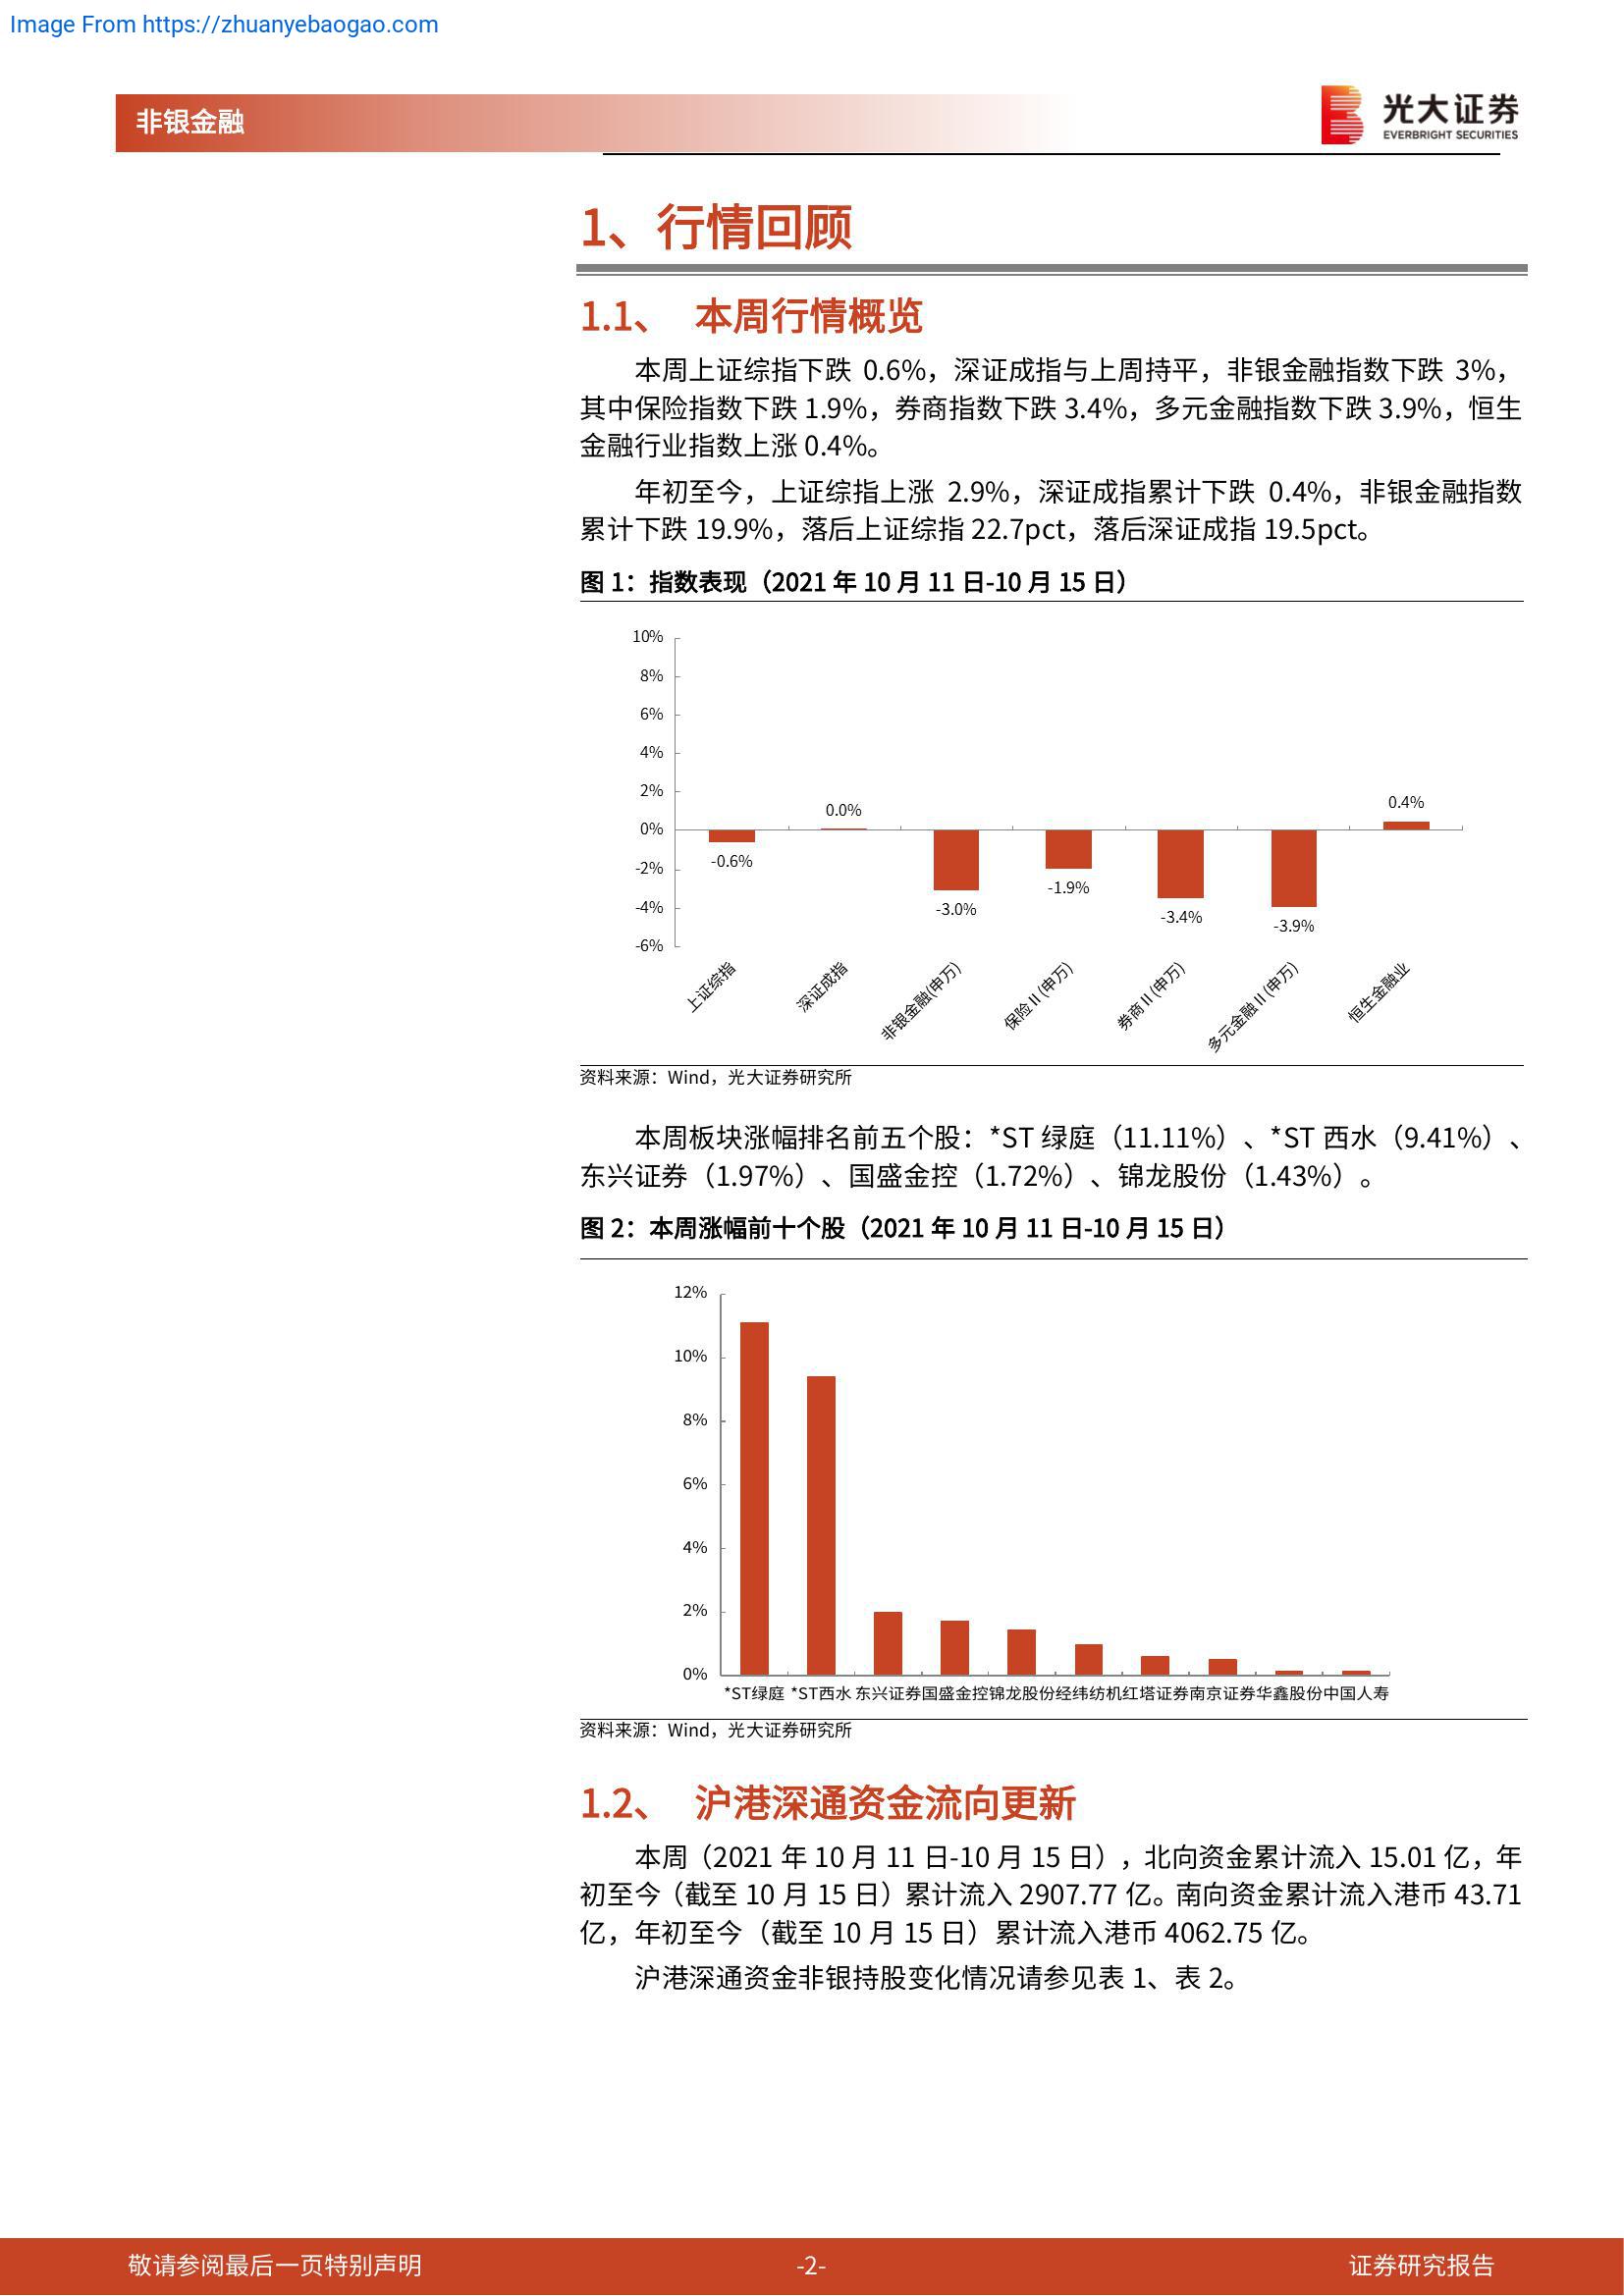 Image From https://zhuanyebaogao.com
非银金融
光大证券
EVERBRIGHT SECURITIES
1、行情回顾
1.1、 本周行情概览
本周上证综指下跌 0.6%，深证成指与上周持平，非银金融指数下跌 3%，
其中保险指数下跌 1.9%，券商指数下跌 3.4%，多元金融指数下跌 3.9%，恒生
金融行业指数上涨 0.4%。
年初至今，上证综指上涨 2.9%，深证成指累计下跌 0.4%，非银金融指数
累计下跌 19.9%，落后上证综指 22.7pct，落后深证成指 19.5pct。
图 1：指数表现（2021 年 10 月 11 日-10 月 15 日）
10%
8%
6%
4%
2%
0%
-2%
-4%
-6%
-0.6%
0.0%
-3.0%
-1.9%
-3.4%
-3.9%
0.4%
上证综指
深证成指
非银金融(申万)
保险Ⅱ(申万)
券商Ⅱ(申万)
多元金融Ⅱ(申万)
恒生金融业
资料来源：Wind，光大证券研究所
本周板块涨幅排名前五个股：*ST 绿庭（11.11%）、*ST 西水（9.41%）、
东兴证券（1.97%）、国盛金控（1.72%）、锦龙股份（1.43%）。
图 2：本周涨幅前十个股（2021 年 10 月 11 日-10 月 15 日）
12%
10%
8%
6%
4%
2%
0%
*ST绿庭 *ST西水 东兴证券国盛金控锦龙股份经纬纺机红塔证券南京证券华鑫股份中国人寿
资料来源：Wind，光大证券研究所
1.2、 沪港深通资金流向更新
本周（2021 年 10 月 11 日-10 月 15 日），北向资金累计流入 15.01 亿，年
初至今（截至 10 月 15 日）累计流入 2907.77 亿。南向资金累计流入港币 43.71
亿，年初至今（截至 10 月 15 日）累计流入港币 4062.75 亿。
沪港深通资金非银持股变化情况请参见表 1、表 2。
敬请参阅最后一页特别声明
-2-
证券研究报告